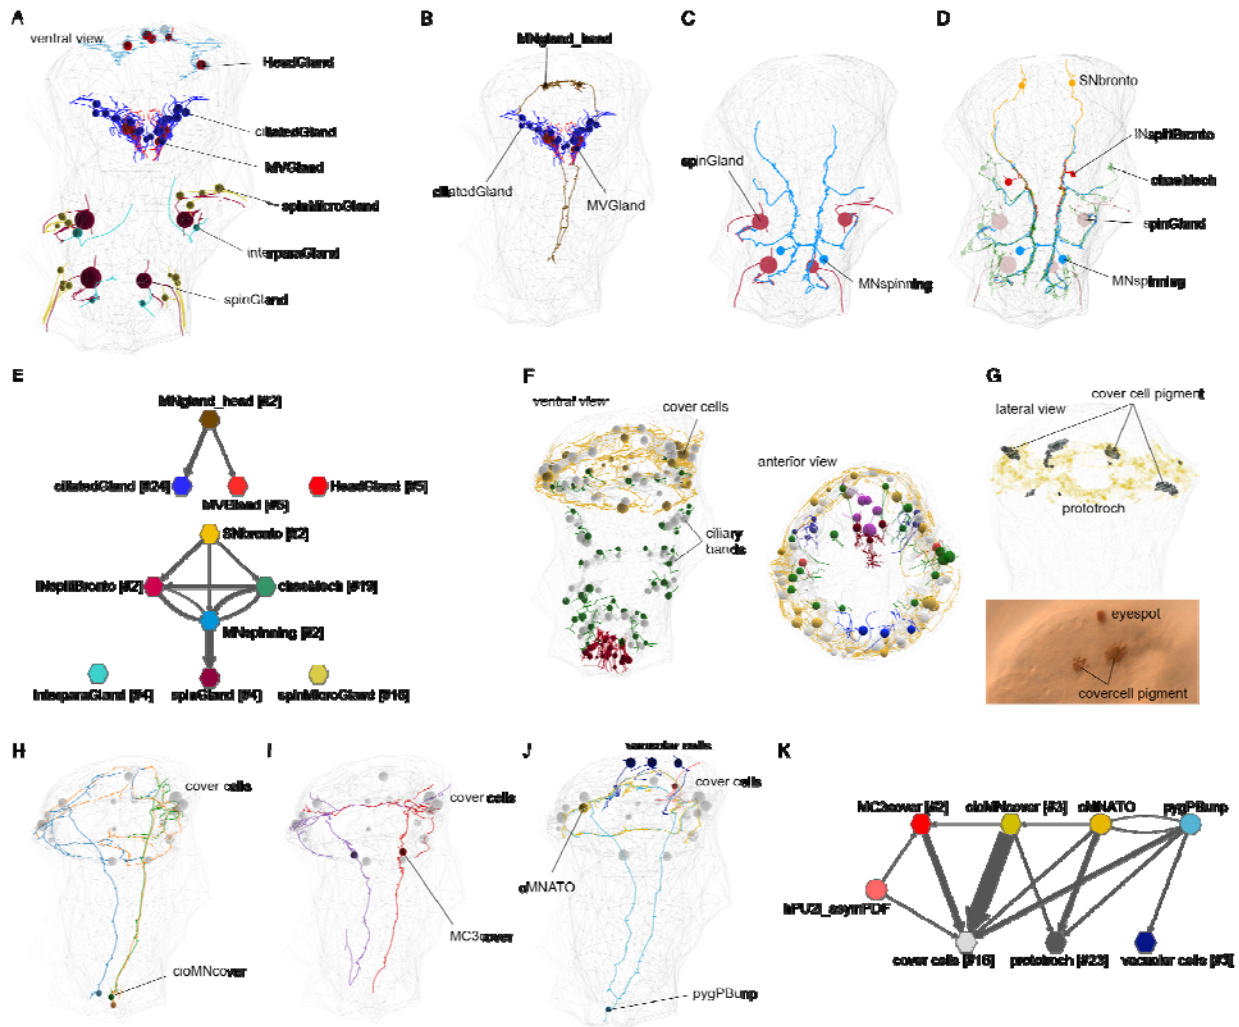 A
ventral view
HeadGland
ciliatedGland
MVGland
spinMicroGland
interparaGland
spinGland
B
MNgland_head
ciliatedGland
MVGland
C
spinGland
MNspinning
D
SNbronto
INsplitBronto
chaeMech
spinGland
MNspinning
E
MNgland_head [#2]
ciliatedGland [#24]
MVGland [#5]
HeadGland [#5]
SNbronto [#2]
INsplitBronto [#2]
chaeMech [#19]
MNspinning [#2]
InterparaGland [#4]
spinGland [#4]
spinMicroGland [#16]
F
ventral view
cover cells
ciliary
bands
anterior view
G
cover cell pigment
lateral view
prototroch
eyespot
covercell pigment
H
cover cells
cioMNcover
I
cover cells
MC3cover
J
vacuolar cells
cover cells
cMNATO
pygPBunp
K
MC3cover [#2]
cioMNcover [#3]
cMNATO
pygPBunp
hPU2l_asymPDF
cover cells [#16]
prototroch [#23]
vacuolar cells [#3]